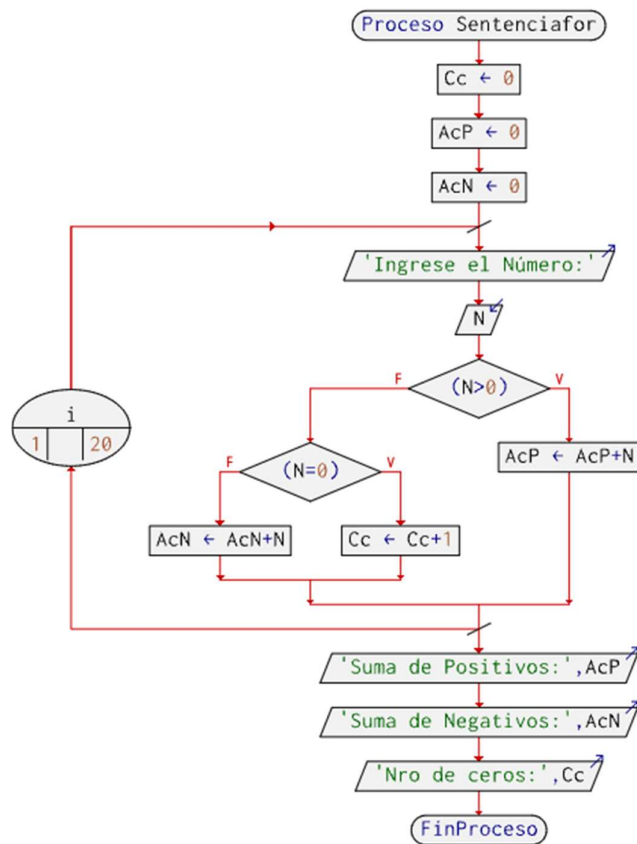 Proceso Sentenciafor
Cc ← 0
AcP ← 0
AcN ← 0
'Ingrese el Número:'
N
F (N>0) V
i
1 20
AcP ← AcP+N
F (N=0) V
AcN ← AcN+N
Cc ← Cc+1
'Suma de Positivos:',AcP
'Suma de Negativos:',AcN
'Nro de ceros:',Cc
FinProceso